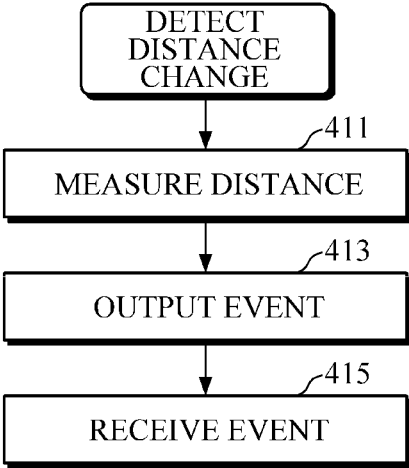 DETECT
DISTANCE
CHANGE
411
MEASURE DISTANCE
413
OUTPUT EVENT
415
RECEIVE EVENT